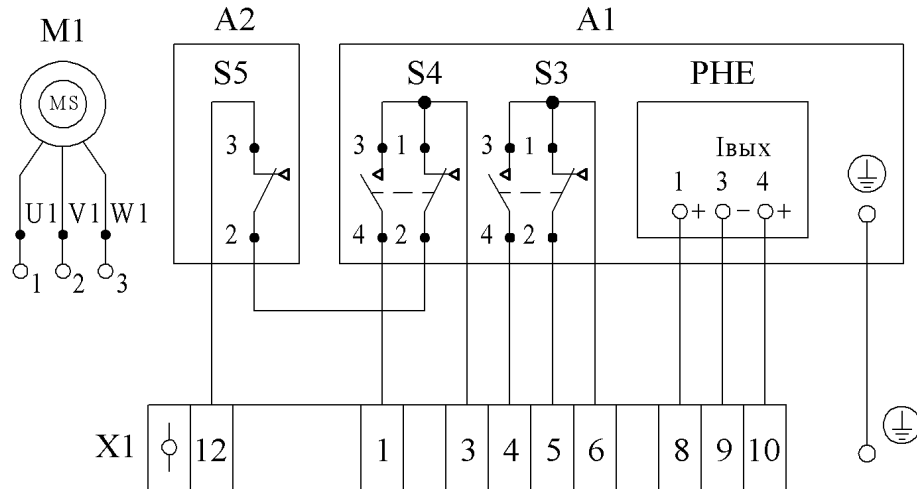 M1
A2
A1
MS
S5
S4
S3
PHE
3
3 1
3 1
Iвых
1 3 4
+ − +
U1 V1 W1
2
4 2
4 2
1 2 3
X1
12 1 3 4 5 6 8 9 10